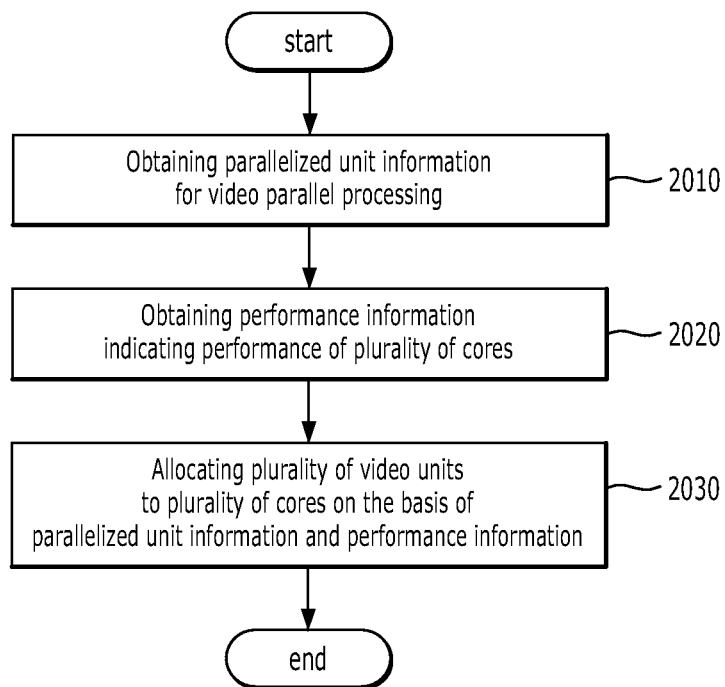 start
Obtaining parallelized unit information
for video parallel processing
2010
Obtaining performance information
indicating performance of plurality of cores
2020
Allocating plurality of video units
to plurality of cores on the basis of
parallelized unit information and performance information
2030
end